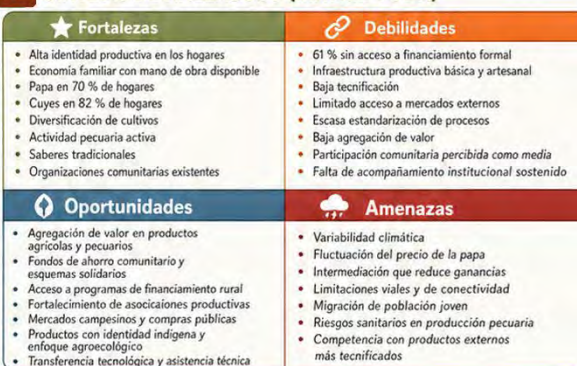 Fortalezas
• Alta identidad productiva en los hogares
• Economía familiar con mano de obra disponible
• Papa en 70 % de hogares
• Cuyes en 82 % de hogares
• Diversificación de cultivos
• Actividad pecuaria activa
• Saberes tradicionales
• Organizaciones comunitarias existentes
Debilidades
• 61 % sin acceso a financiamiento formal
• Infraestructura productiva básica y artesanal
• Baja tecnificación
• Limitado acceso a mercados externos
• Escasa estandarización de procesos
• Baja agregación de valor
• Participación comunitaria percibida como media
• Falta de acompañamiento institucional sostenido
Oportunidades
• Agregación de valor en productos
agrícolas y pecuarios
• Fondos de ahorro comunitario y
esquemas solidarios
• Acceso a programas de financiamiento rural
• Fortalecimiento de asociaciones productivas
• Mercados campesinos y compras públicas
• Productos con identidad indígena y
enfoque agroecológico
• Transferencia tecnológica y asistencia técnica
Amenazas
• Variabilidad climática
• Fluctuación del precio de la papa
• Intermediación que reduce ganancias
• Limitaciones viales y de conectividad
• Migración de población joven
• Riesgos sanitarios en producción pecuaria
• Competencia con productos externos
más tecnificados